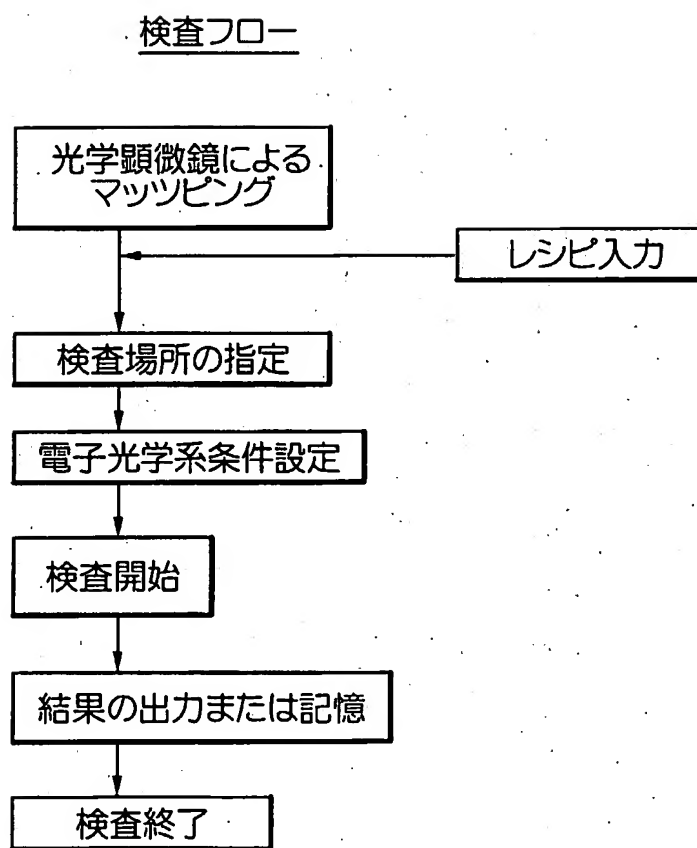 検査フロー
光学顕微鏡による
マッツピング
レシピ入力
検査場所の指定
電子光学系条件設定
検査開始
結果の出力または記憶
検査終了